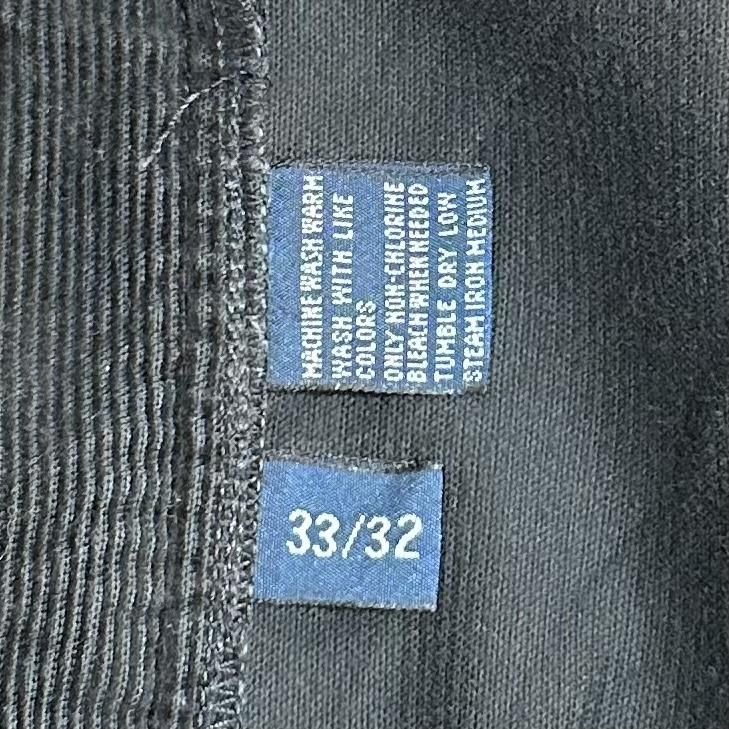 MACHINE WASH WARM
WASH WITH LIKE
COLORS
ONLY NON-CHLORINE
BLEACH WHEN NEEDED
TUMBLE DRY LOW
STEAM IRON MEDIUM
33/32